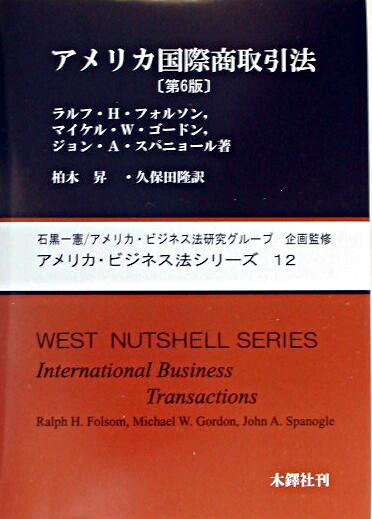 アメリカ国際商取引法
〔第6版〕
ラルフ・H・フォルソン,
マイケル・W・ゴードン,
ジョン・A・スパニョール著
柏木 昇 ・久保田隆訳
石黒一憲/アメリカ・ビジネス法研究グループ 企画監修
アメリカ・ビジネス法シリーズ 12
WEST NUTSHELL SERIES
International Business
Transactions
Ralph H. Folsom, Michael W. Gordon, John A. Spanogle
木鐸社刊